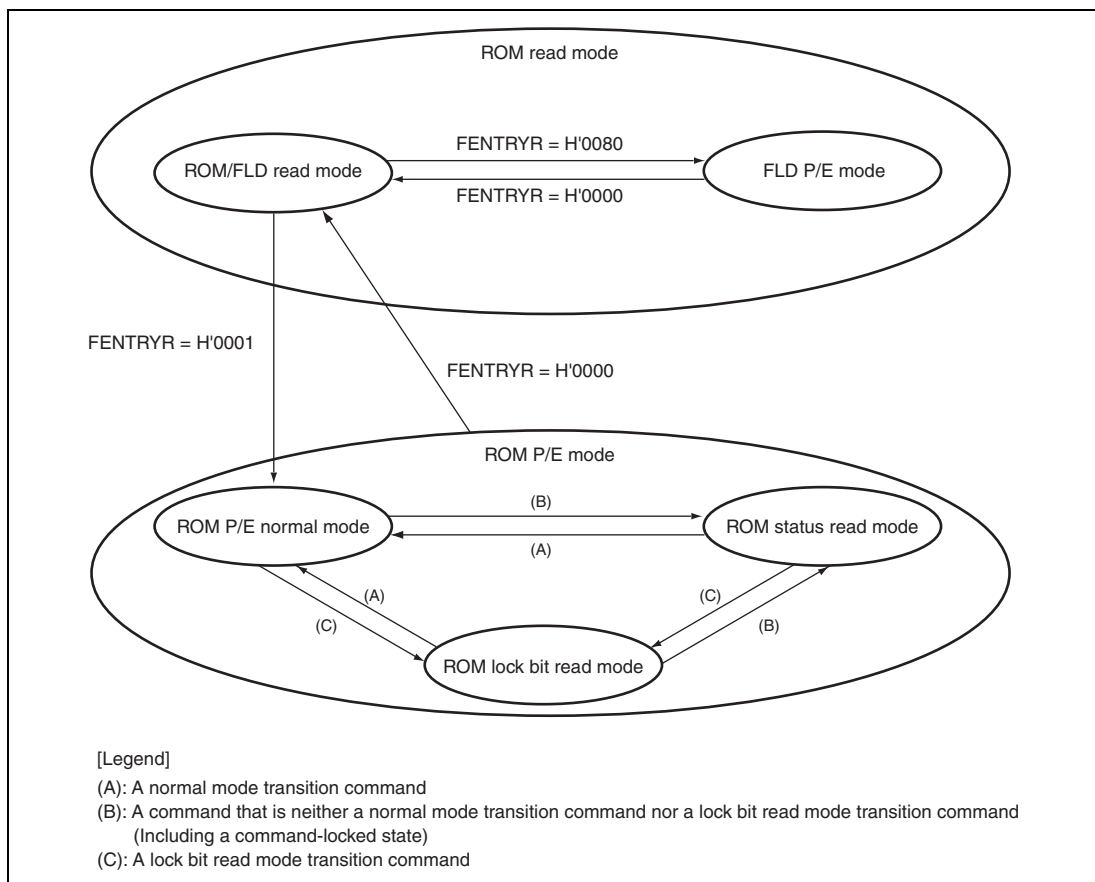 ROM read mode
FENTRYR = H'0080
ROM/FLD read mode
FLD P/E mode
FENTRYR = H'0000
FENTRYR = H'0001
FENTRYR = H'0000
ROM P/E mode
(B)
ROM P/E normal mode
ROM status read mode
(A)
(A)
(C)
(C)
(B)
ROM lock bit read mode
[Legend]
(A): A normal mode transition command
(B): A command that is neither a normal mode transition command nor a lock bit read mode transition command
(Including a command-locked state)
(C): A lock bit read mode transition command